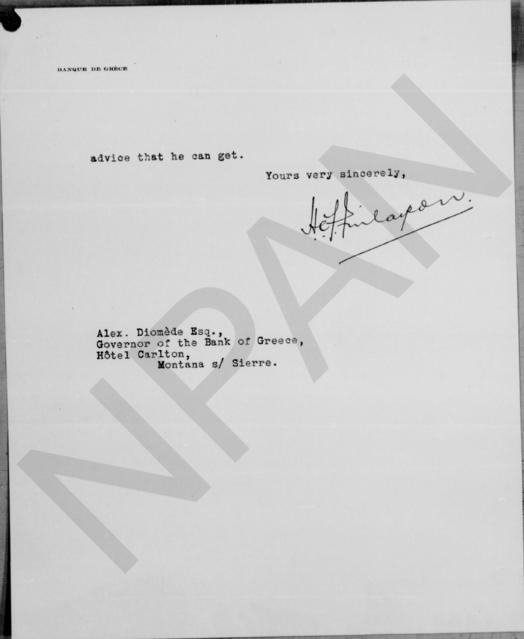 BANQUE DE GRÈCE
advice that he can get.
Yours very sincerely,
H.C.F. Finlayson.
Alex. Diomède Esq.,
Governor of the Bank of Greece,
Hôtel Carlton,
Montana s/ Sierre.
NPAN